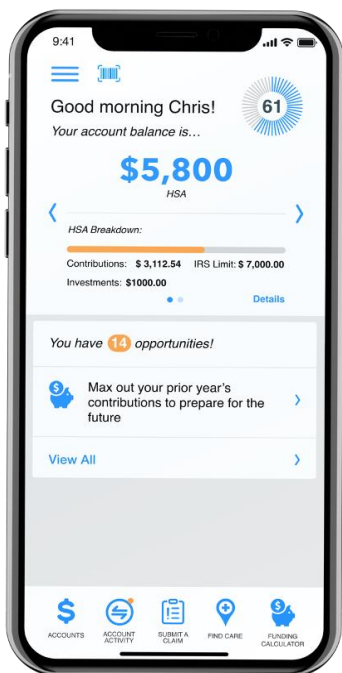 9:41
Good morning Chris!
61
Your account balance is...
$5,800
HSA
HSA Breakdown:
Contributions: $ 3,112.54 IRS Limit: $ 7,000.00
Investments: $1000.00
Details
You have 14 opportunities!
Max out your prior year's
contributions to prepare for the
future
View All
ACCOUNTS
ACCOUNT
ACTIVITY
SUBMIT A
CLAIM
FIND CARE
FUNDING
CALCULATOR